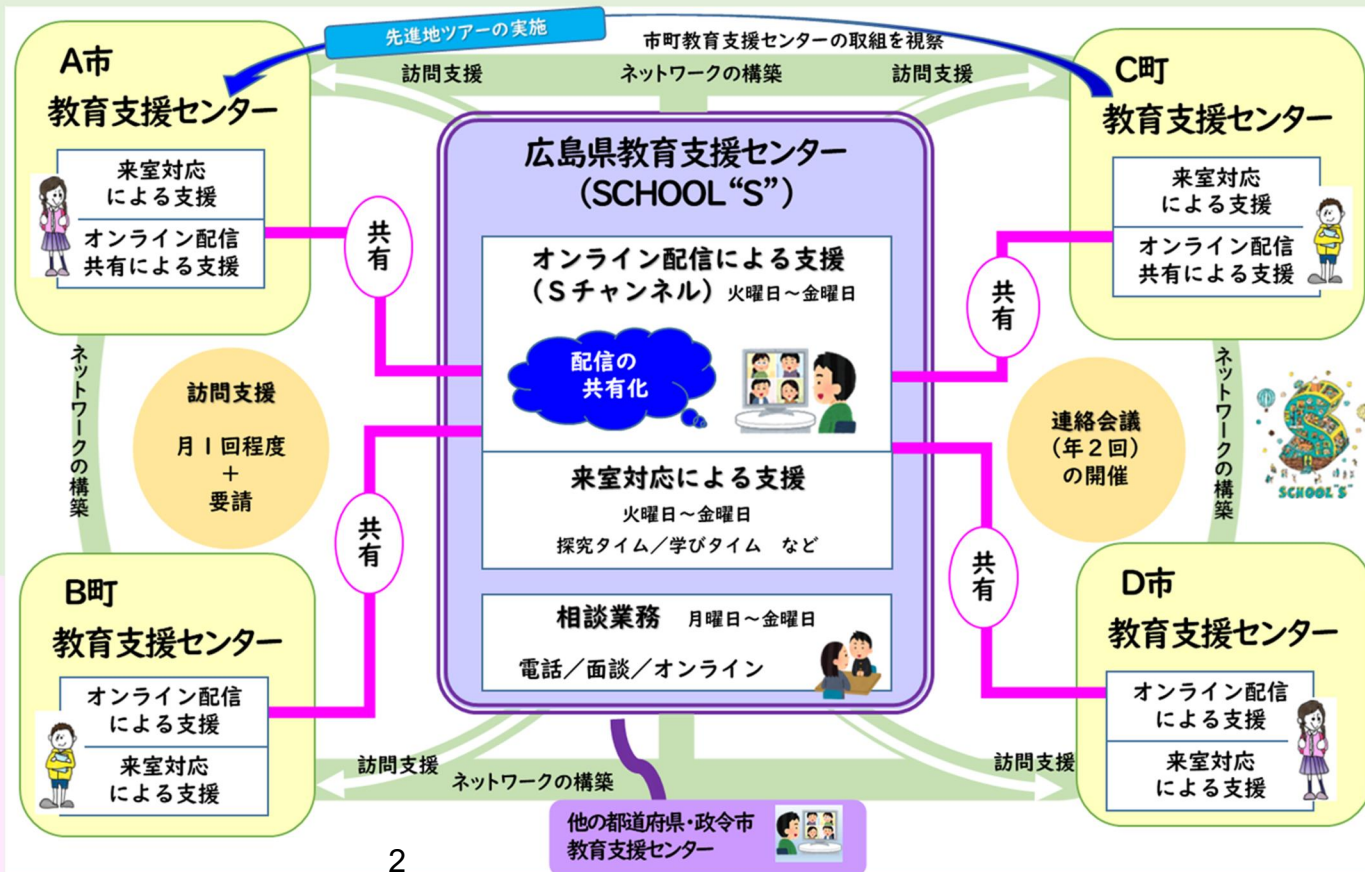 先進地ツアーの実施
市町教育支援センターの取組を視察
訪問支援
ネットワークの構築
訪問支援
A市
教育支援センター
来室対応
による支援
オンライン配信
共有による支援
C町
教育支援センター
来室対応
による支援
オンライン配信
共有による支援
広島県教育支援センター
(SCHOOL“S”)
オンライン配信による支援
(Sチャンネル) 火曜日~金曜日
配信の
共有化
来室対応による支援
火曜日~金曜日
探究タイム/学びタイム など
相談業務 月曜日~金曜日
電話/面談/オンライン
共有
共有
共有
共有
ネットワークの構築
訪問支援
月1回程度
+
要請
連絡会議
(年2回)
の開催
ネットワークの構築
SCHOOL“S”
B町
教育支援センター
オンライン配信
による支援
来室対応
による支援
D市
教育支援センター
オンライン配信
による支援
来室対応
による支援
訪問支援
ネットワークの構築
訪問支援
他の都道府県・政令市
教育支援センター
2